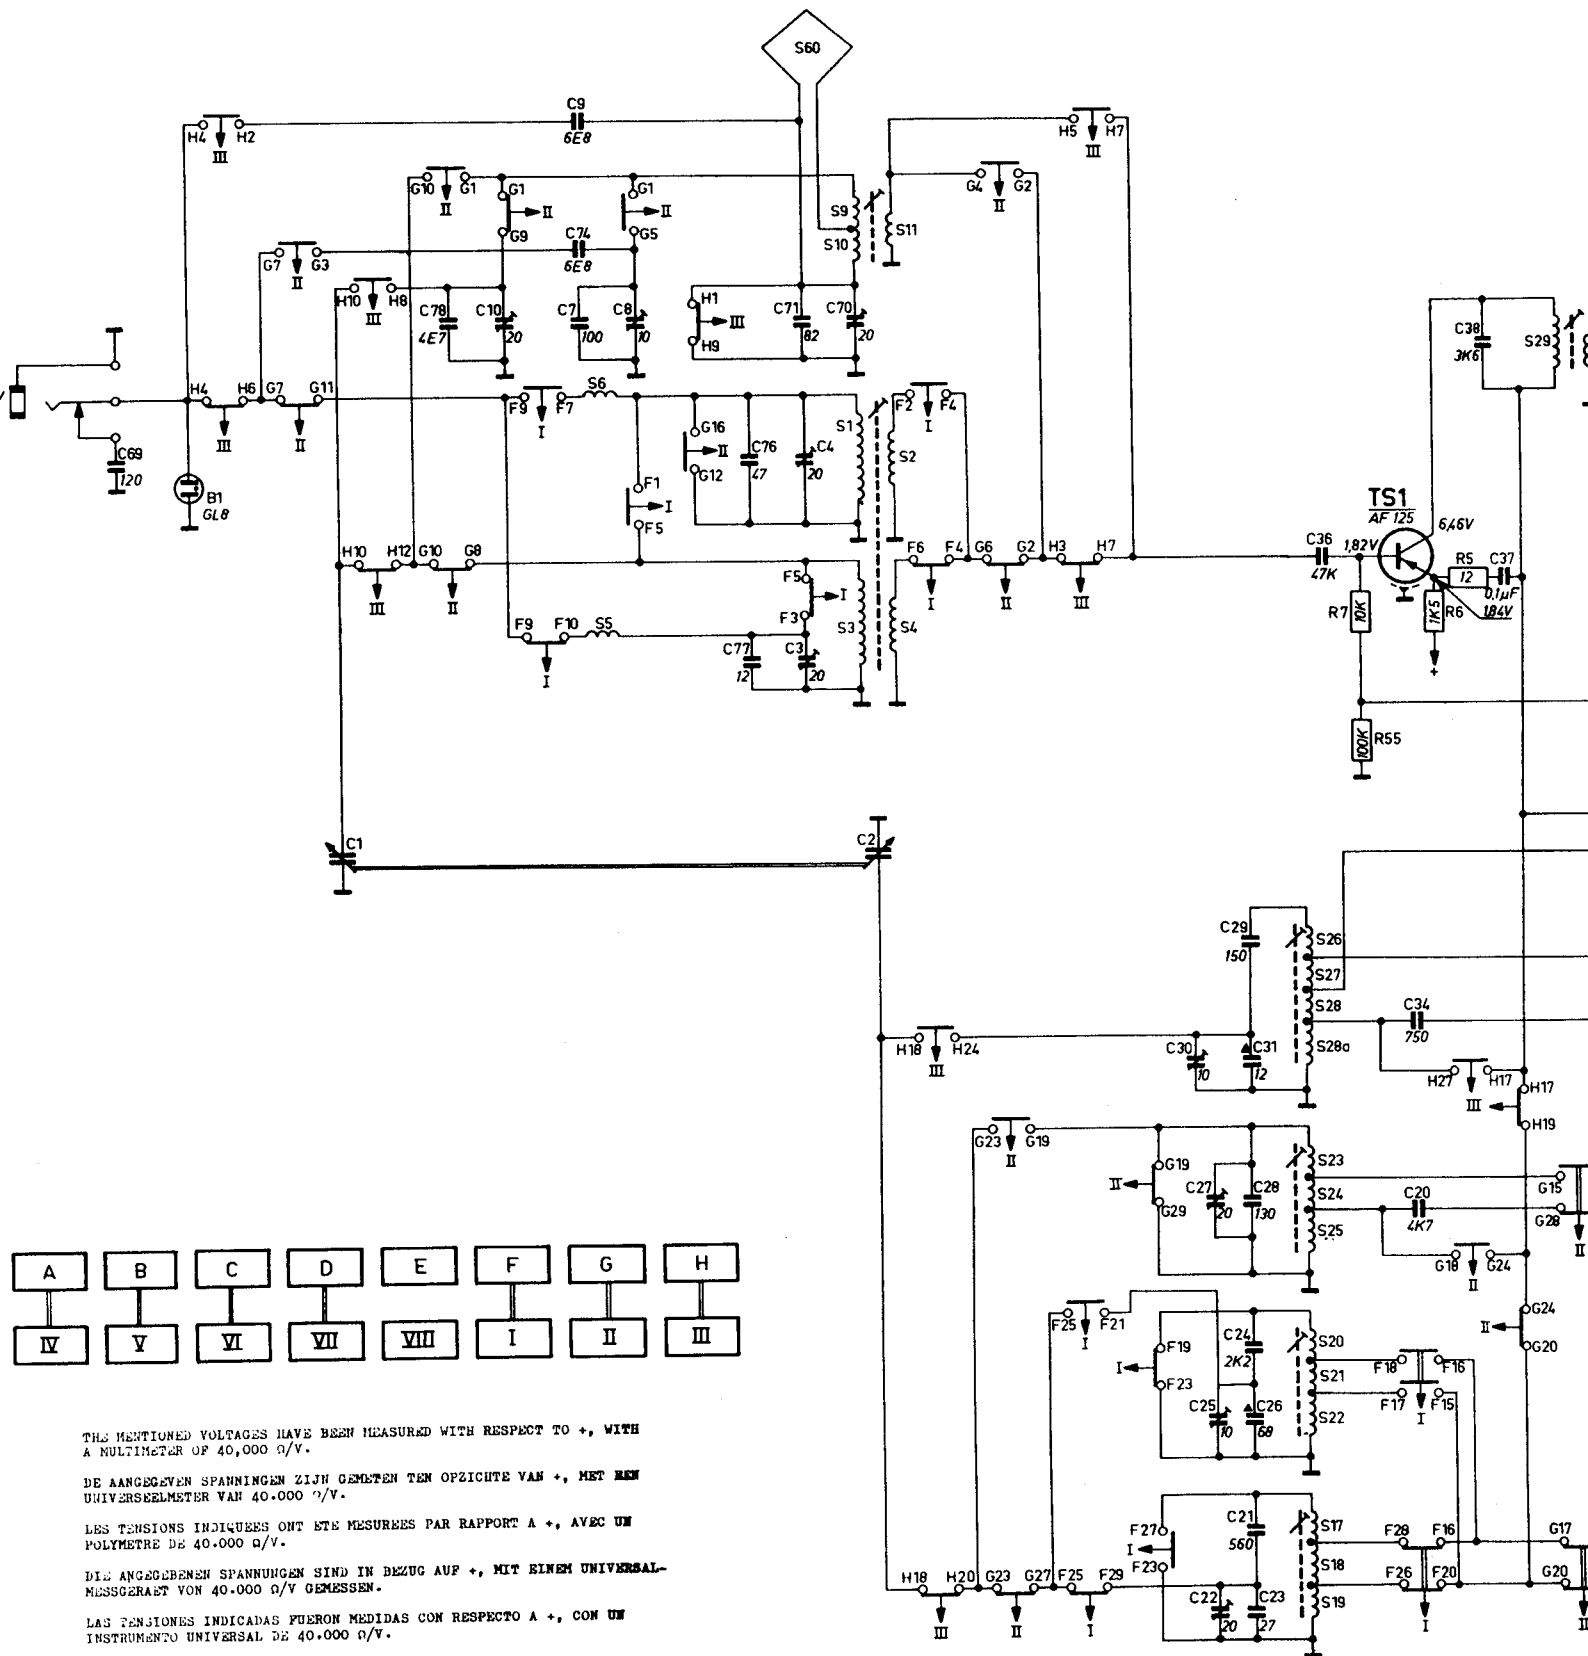 S60
C9
6E8
H4 H2
III
H5 H7
III
G10 G1
II
G1
II
G9
G1
II
G5
G4 G2
II
S9
S10
S11
G7 G3
II
C74
6E8
H10 H8
III
C78
4E7
C10
20
C7
100
C8
10
H1
III
H9
C71
82
C70
20
C38
3K6
S29
H4 H6 G7 G11
III II
F9 F7
I
S6
F2 F4
I
G16
II
G12
C76
47
C4
20
S1
S2
C69
120
B1
GL8
F1
I
F5
TS1
AF 125
6,46V
1,82V
C36
47K
R5
12
C37
0,1µF
1,84V
R7
10K
R6
1K5
+
H10 H12 G10 G8
III II
F5
I
F3
S3
S4
F6 F4 G6 G2 H3 H7
I II III
F9 F10
I
S5
C77
12
C3
20
R55
100K
C1
C2
C29
150
S26
S27
S28
S28a
C34
750
H18 H24
III
C30
10
C31
12
H27 H17
III
H17
H19
G23 G19
II
G19
II
G29
C27
20
C28
130
S23
S24
S25
C20
4K7
G15
G28
II
G18 G24
II
G24
II
G20
F25 F21
I
F19
I
F23
C24
2K2
C25
10
C26
68
S20
S21
S22
F18 F16
F17 F15
I
F27
I
F23
C21
560
C22
20
C23
27
S17
S18
S19
F28 F16
F26 F20
I
G17
G20
II
H18 H20 G23 G27 F25 F29
III II I
A B C D E F G H
IV V VI VII VIII I II III
THE MENTIONED VOLTAGES HAVE BEEN MEASURED WITH RESPECT TO +, WITH
A MULTIMETER OF 40,000 Ω/V.
DE AANGEGEVEN SPANNINGEN ZIJN GEMETEN TEN OPZICHTE VAN +, MET EEN
UNIVERSEELMETER VAN 40.000 Ω/V.
LES TENSIONS INDIQUEES ONT ETE MESUREES PAR RAPPORT A +, AVEC UN
POLYMETRE DE 40.000 Ω/V.
DIE ANGEGEBENEN SPANNUNGEN SIND IN BEZUG AUF +, MIT EINEM UNIVERSAL-
MESSGERAET VON 40.000 Ω/V GEMESSEN.
LAS TENSIONES INDICADAS FUERON MEDIDAS CON RESPECTO A +, CON UN
INSTRUMENTO UNIVERSAL DE 40.000 Ω/V.